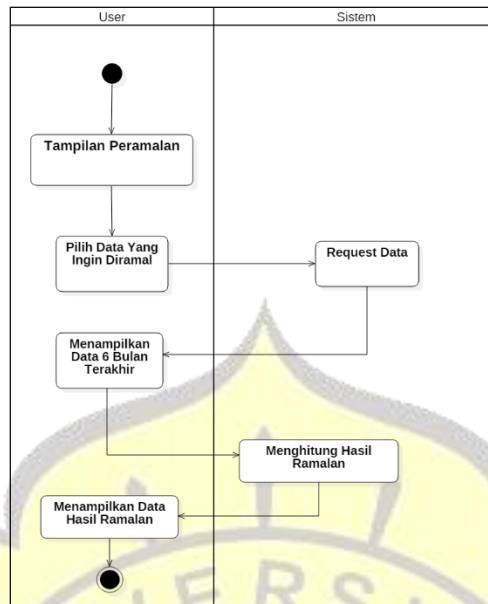 User
Sistem
Tampilan Peramalan
Pilih Data Yang
Ingin Diramal
Request Data
Menampilkan
Data 6 Bulan
Terakhir
Menghitung Hasil
Ramalan
Menampilkan Data
Hasil Ramalan